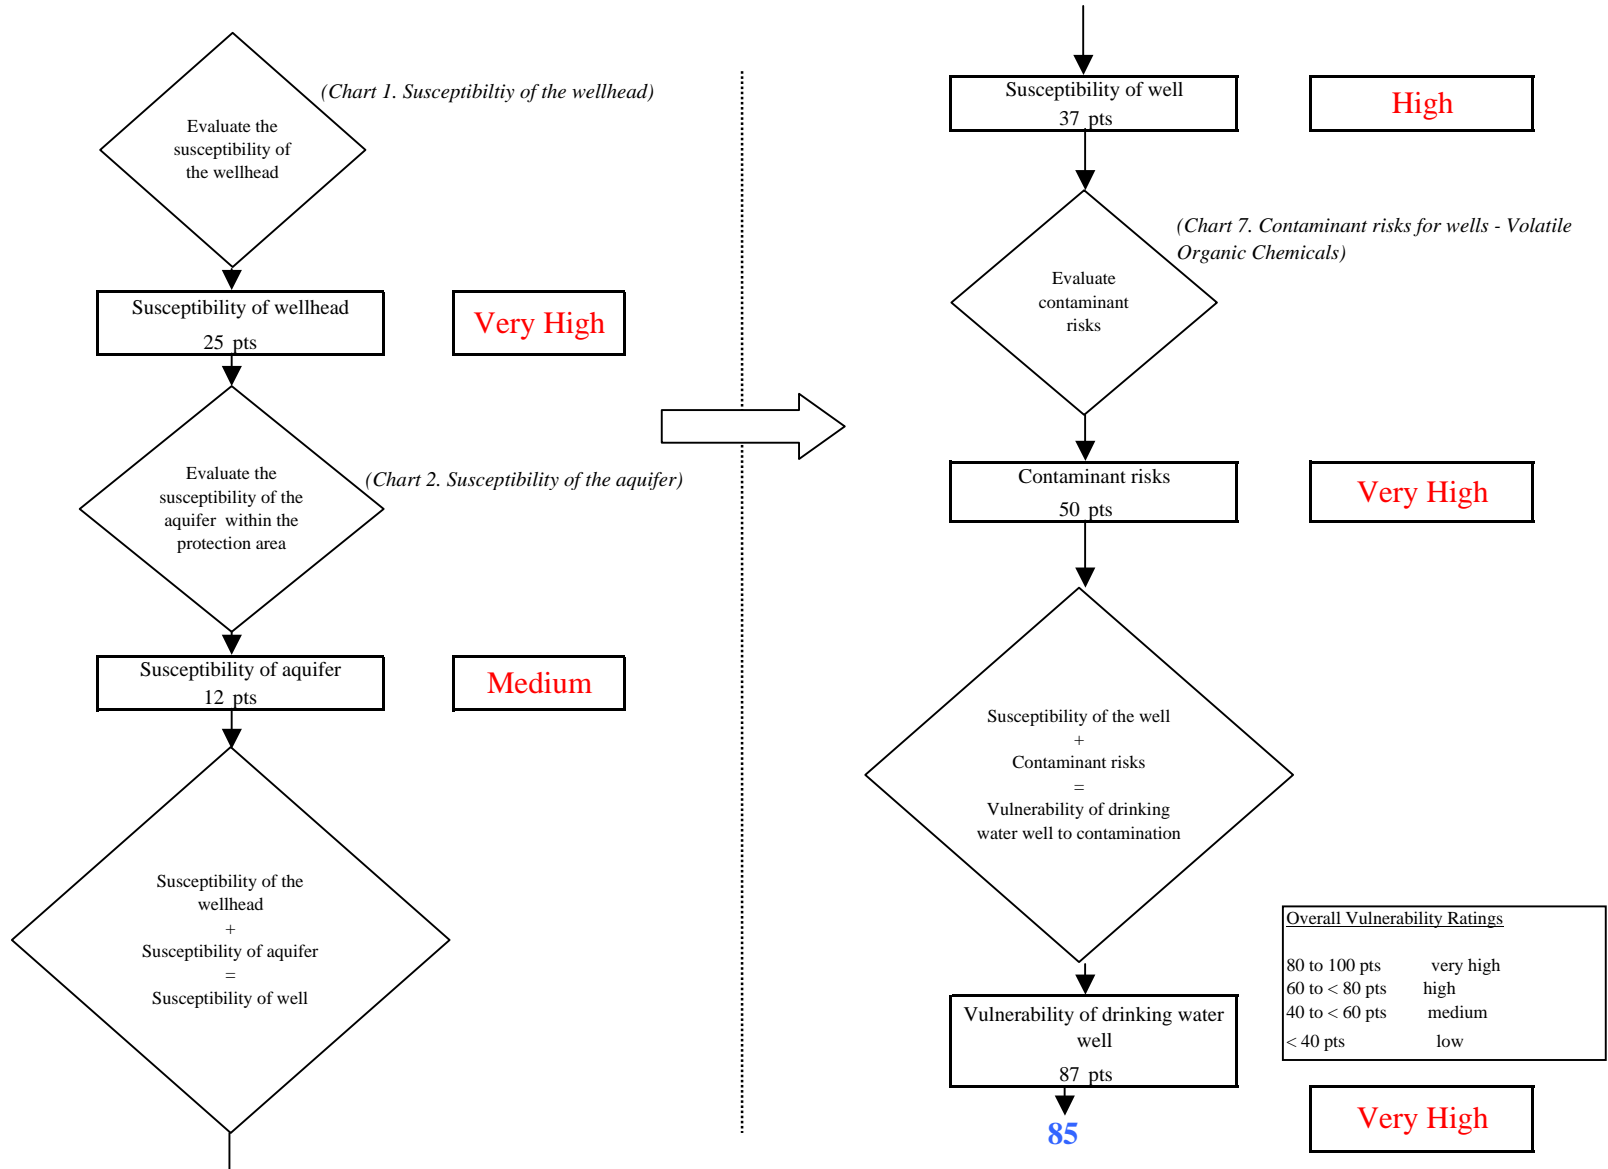 (Chart 1. Susceptibiltiy of the wellhead)
Evaluate the
susceptibility of
the wellhead
Susceptibility of wellhead
25 pts
Very High
Evaluate the
susceptibility of the
aquifer within the
protection area
(Chart 2. Susceptibility of the aquifer)
Susceptibility of aquifer
12 pts
Medium
Susceptibility of the
wellhead
+
Susceptibility of aquifer
=
Susceptibility of well
Susceptibility of well
37 pts
High
(Chart 7. Contaminant risks for wells - Volatile
Organic Chemicals)
Evaluate
contaminant
risks
Contaminant risks
50 pts
Very High
Susceptibility of the well
+
Contaminant risks
=
Vulnerability of drinking
water well to contamination
Overall Vulnerability Ratings
80 to 100 pts very high
60 to < 80 pts high
40 to < 60 pts medium
< 40 pts low
Vulnerability of drinking water
well
87 pts
85
Very High